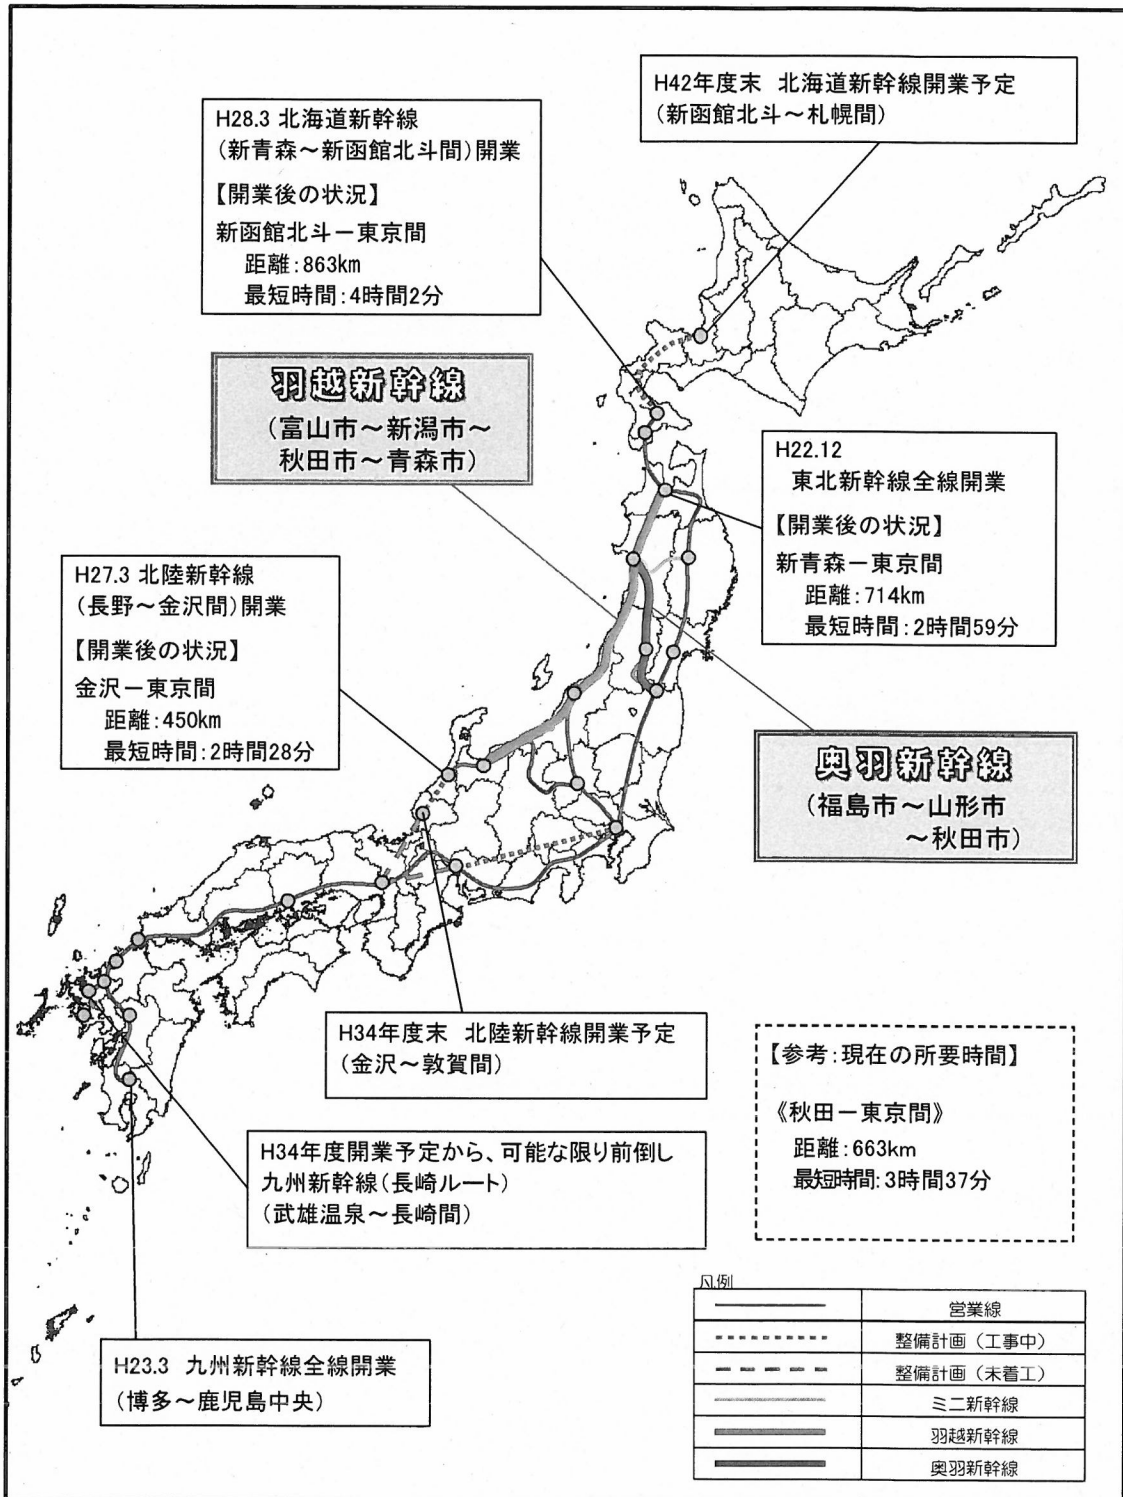 H42年度末 北海道新幹線開業予定
(新函館北斗～札幌間)
H28.3 北海道新幹線
(新青森～新函館北斗間)開業
【開業後の状況】
新函館北斗－東京間
距離:863km
最短時間:4時間2分
羽越新幹線
(富山市～新潟市～
秋田市～青森市)
H22.12
東北新幹線全線開業
【開業後の状況】
新青森－東京間
距離:714km
最短時間:2時間59分
H27.3 北陸新幹線
(長野～金沢間)開業
【開業後の状況】
金沢－東京間
距離:450km
最短時間:2時間28分
奥羽新幹線
(福島市～山形市
～秋田市)
H34年度末 北陸新幹線開業予定
(金沢～敦賀間)
【参考:現在の所要時間】
《秋田－東京間》
距離:663km
最短時間:3時間37分
H34年度開業予定から、可能な限り前倒し
九州新幹線(長崎ルート)
(武雄温泉～長崎間)
H23.3 九州新幹線全線開業
(博多～鹿児島中央)
凡例
営業線
整備計画(工事中)
整備計画(未着工)
ミニ新幹線
羽越新幹線
奥羽新幹線